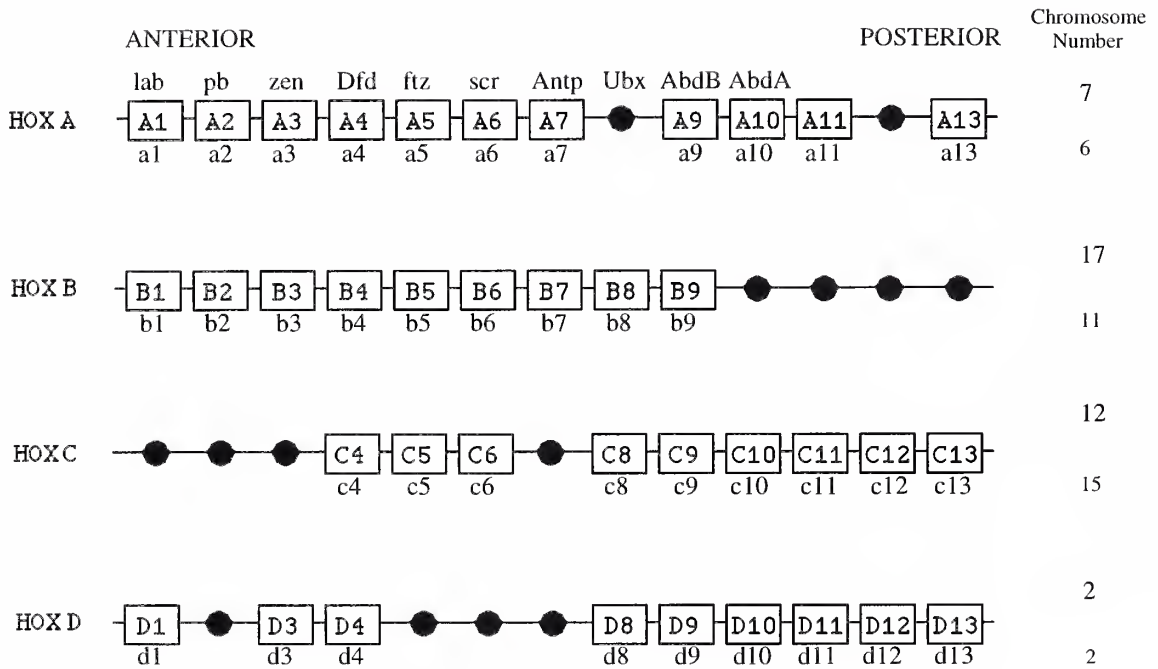 Chromosome
Number
ANTERIOR POSTERIOR
lab pb zen Dfd ftz scr Antp Ubx AbdB AbdA
7
HOX A A1 A2 A3 A4 A5 A6 A7 A9 A10 A11 A13
a1 a2 a3 a4 a5 a6 a7 a9 a10 a11 a13 6
17
HOX B B1 B2 B3 B4 B5 B6 B7 B8 B9
b1 b2 b3 b4 b5 b6 b7 b8 b9 11
12
HOX C C4 C5 C6 C8 C9 C10 C11 C12 C13
c4 c5 c6 c8 c9 c10 c11 c12 c13 15
2
HOX D D1 D3 D4 D8 D9 D10 D11 D12 D13
d1 d3 d4 d8 d9 d10 d11 d12 d13 2